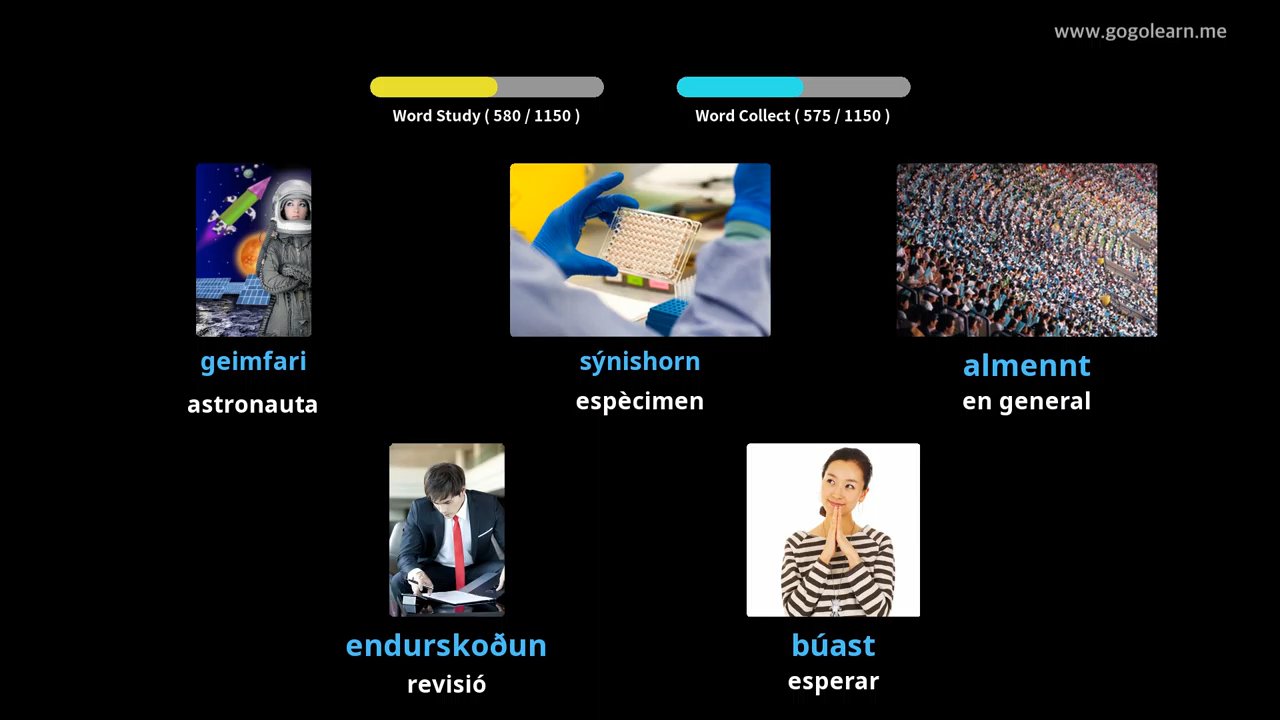 www.gogolearn.me
Word Study ( 580 / 1150 )
Word Collect ( 575 / 1150 )
geimfari
astronauta
sýnishorn
espècimen
almennt
en general
endurskoðun
revisió
búast
esperar